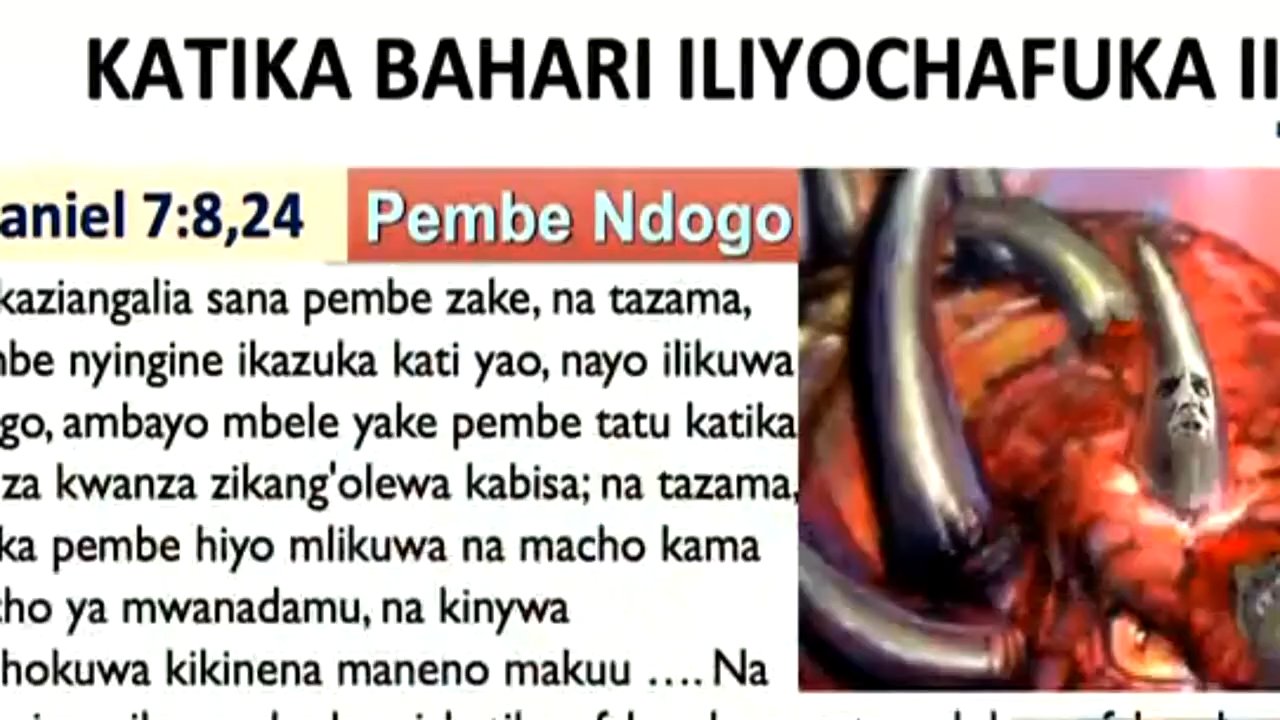 KATIKA BAHARI ILIYOCHAFUKA II
aniel 7:8,24
Pembe Ndogo
kaziangalia sana pembe zake, na tazama,
mbe nyingine ikazuka kati yao, nayo ilikuwa
go, ambayo mbele yake pembe tatu katika
za kwanza zikang'olewa kabisa; na tazama,
ka pembe hiyo mlikuwa na macho kama
cho ya mwanadamu, na kinywa
hokuwa kikinena maneno makuu .... Na